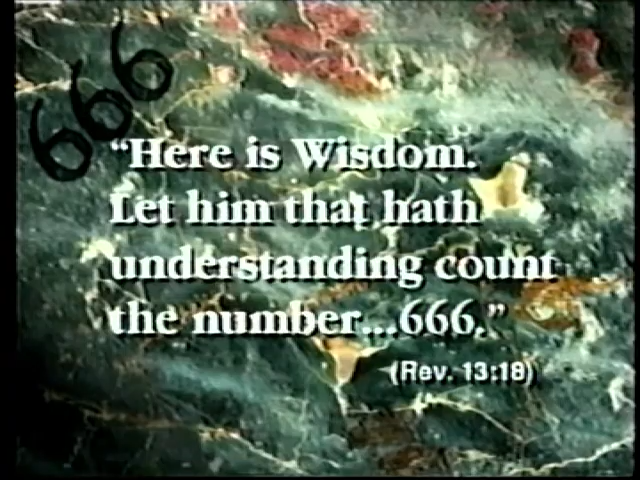 666
“Here is Wisdom.
Let him that hath
understanding count
the number...666.”
(Rev. 13:18)